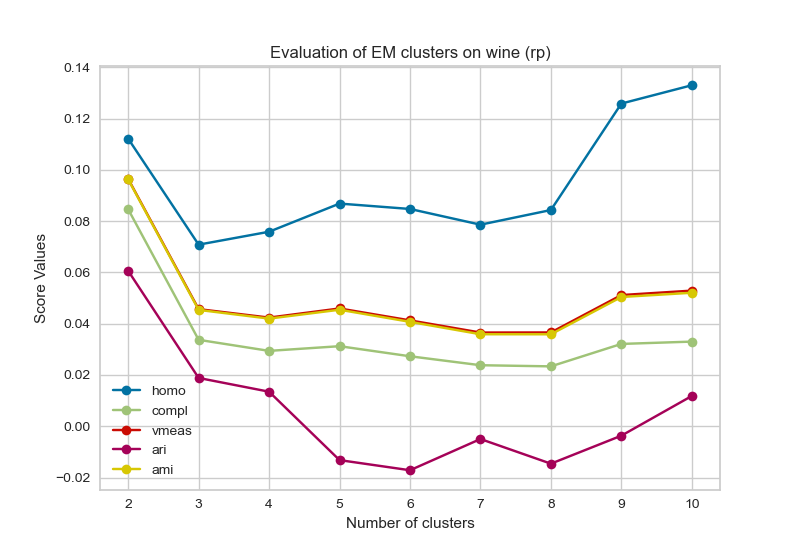 Evaluation of EM clusters on wine (rp)
0.14
0.12
0.10
0.08
0.06
0.04
0.02
0.00
−0.02
Score Values
homo
compl
vmeas
ari
ami
2 3 4 5 6 7 8 9 10
Number of clusters